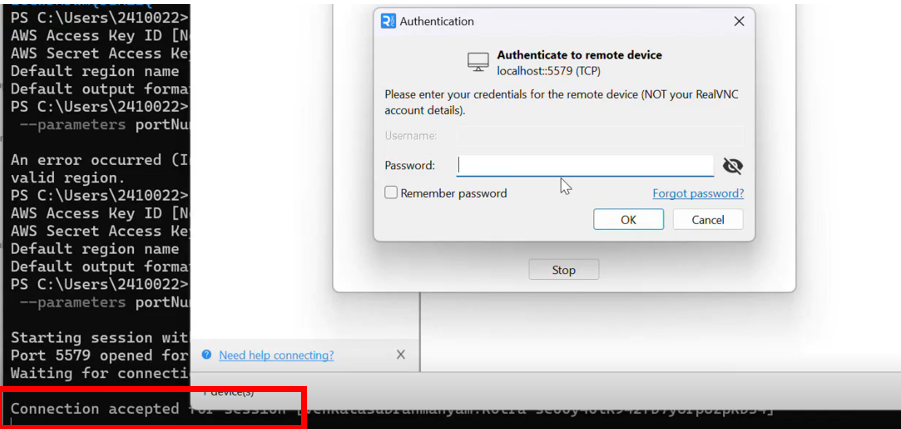 PS C:\Users\2410022>
AWS Access Key ID [N
AWS Secret Access Ke
Default region name
Default output forma
PS C:\Users\2410022>
--parameters portNu
An error occurred (I
valid region.
PS C:\Users\2410022>
AWS Access Key ID [N
AWS Secret Access Ke
Default region name
Default output forma
PS C:\Users\2410022>
--parameters portNu
Starting session wit
Port 5579 opened for
Waiting for connecti
Connection accepted for session
Authentication
Authenticate to remote device
localhost::5579 (TCP)
Please enter your credentials for the remote device (NOT your RealVNC
account details).
Username:
Password:
Remember password
Forgot password?
OK
Cancel
Stop
Need help connecting?
device(s)